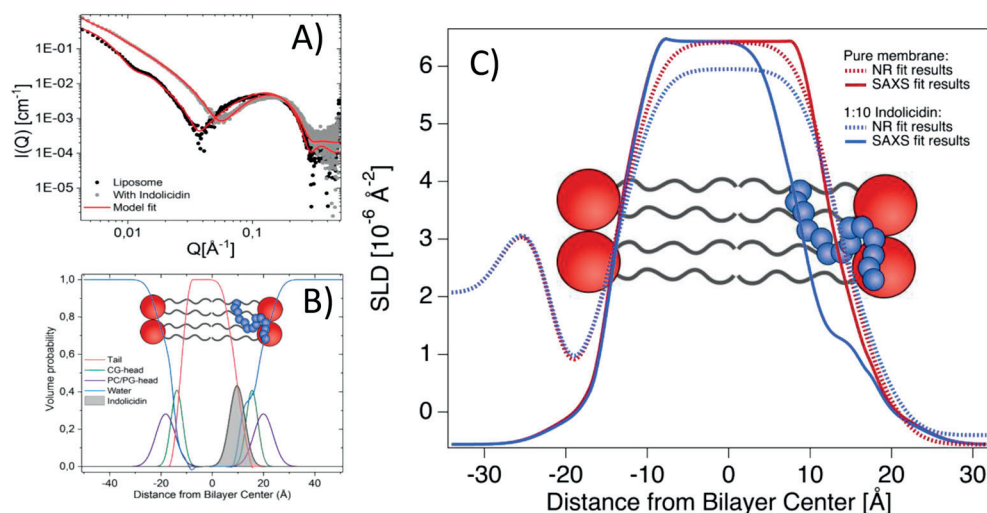 A)
I(Q) [cm⁻¹]
1E-01
1E-02
1E-03
1E-04
1E-05
Liposome
With Indolicidin
Model fit
0,01
0,1
Q[Å⁻¹]
B)
Volume probability
1,0
0,8
0,6
0,4
0,2
0,0
Tail
CG-head
PC/PG-head
Water
Indolicidin
-40
-20
0
20
40
Distance from Bilayer Center (Å)
C)
SLD [10⁻⁶ Å⁻²]
6
5
4
3
2
1
0
Pure membrane:
NR fit results
SAXS fit results
1:10 Indolicidin:
NR fit results
SAXS fit results
-30
-20
-10
0
10
20
30
Distance from Bilayer Center [Å]